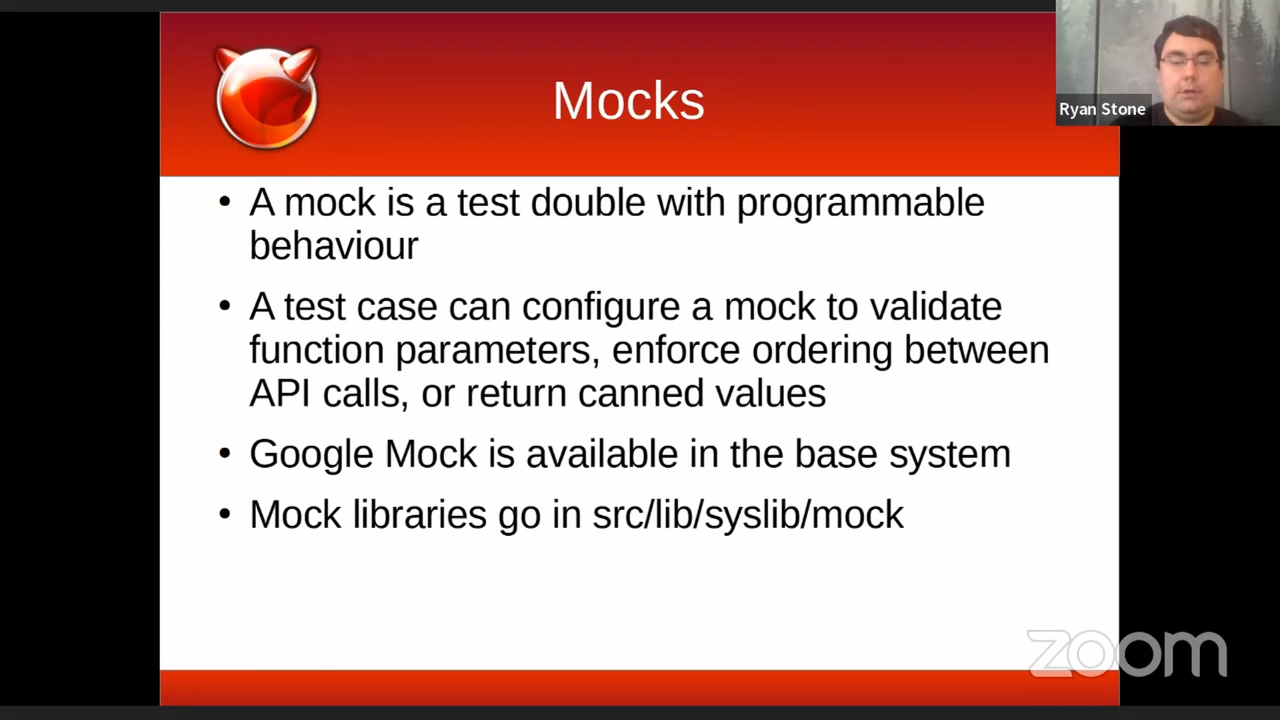 Mocks
Ryan Stone
• A mock is a test double with programmable
behaviour
• A test case can configure a mock to validate
function parameters, enforce ordering between
API calls, or return canned values
• Google Mock is available in the base system
• Mock libraries go in src/lib/syslib/mock
zoom